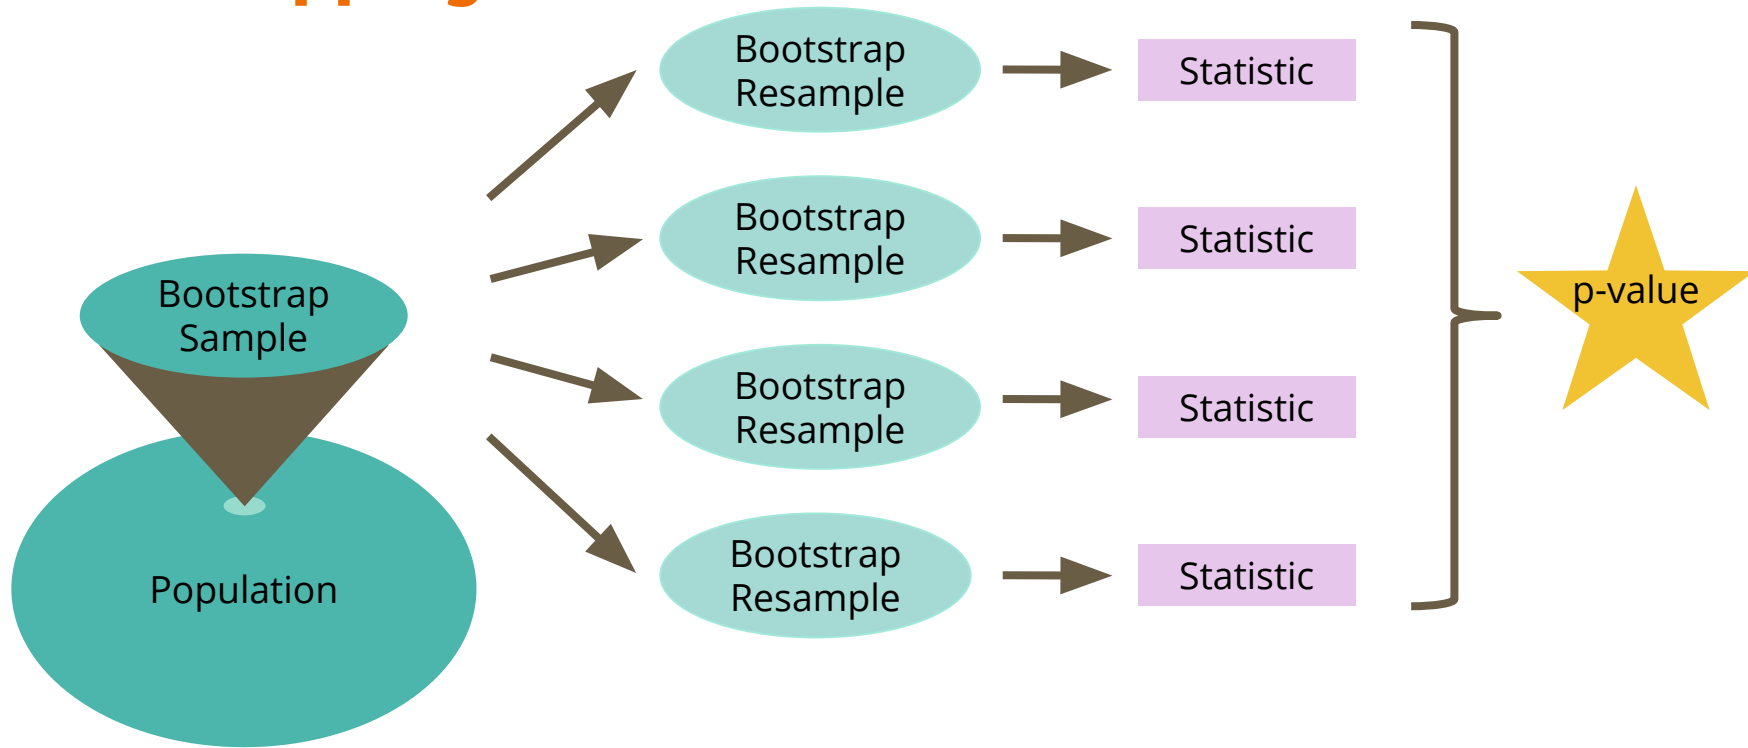 Bootstrap
Resample
Statistic
Bootstrap
Resample
Statistic
Bootstrap
Sample
p-value
Bootstrap
Resample
Statistic
Population
Bootstrap
Resample
Statistic